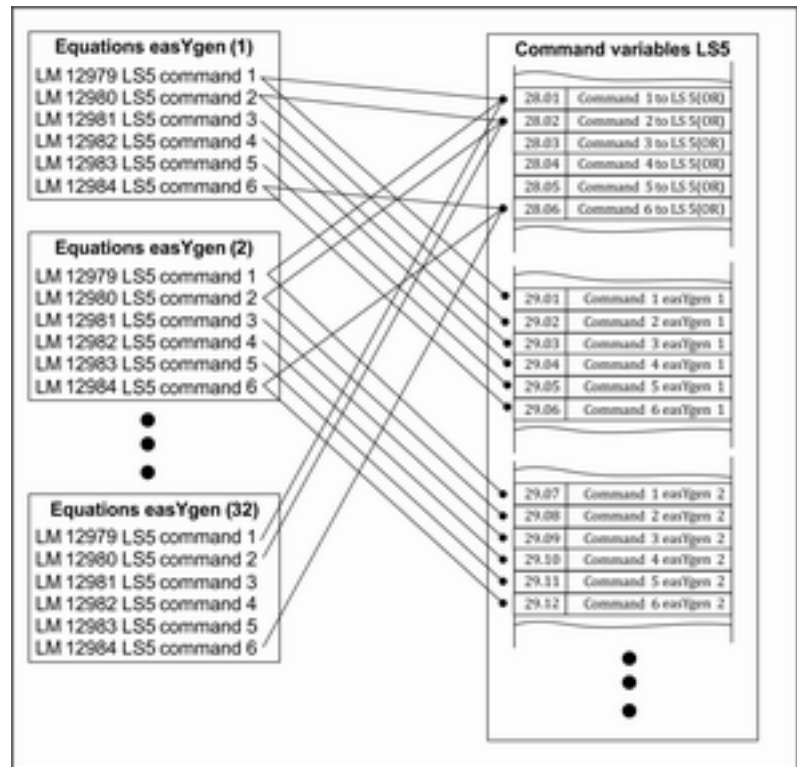 Equations easYgen (1)
LM 12979 LS5 command 1
LM 12980 LS5 command 2
LM 12981 LS5 command 3
LM 12982 LS5 command 4
LM 12983 LS5 command 5
LM 12984 LS5 command 6
Equations easYgen (2)
LM 12979 LS5 command 1
LM 12980 LS5 command 2
LM 12981 LS5 command 3
LM 12982 LS5 command 4
LM 12983 LS5 command 5
LM 12984 LS5 command 6
Equations easYgen (32)
LM 12979 LS5 command 1
LM 12980 LS5 command 2
LM 12981 LS5 command 3
LM 12982 LS5 command 4
LM 12983 LS5 command 5
LM 12984 LS5 command 6
Command variables LS5
28.01 Command 1 to LS 5(OR)
28.02 Command 2 to LS 5(OR)
28.03 Command 3 to LS 5(OR)
28.04 Command 4 to LS 5(OR)
28.05 Command 5 to LS 5(OR)
28.06 Command 6 to LS 5(OR)
29.01 Command 1 easYgen 1
29.02 Command 2 easYgen 1
29.03 Command 3 easYgen 1
29.04 Command 4 easYgen 1
29.05 Command 5 easYgen 1
29.06 Command 6 easYgen 1
29.07 Command 1 easYgen 2
29.08 Command 2 easYgen 2
29.09 Command 3 easYgen 2
29.10 Command 4 easYgen 2
29.11 Command 5 easYgen 2
29.12 Command 6 easYgen 2